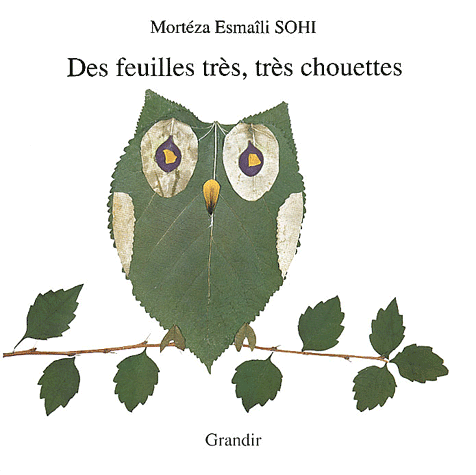 Mortéza Esmaîli SOHI
Des feuilles très, très chouettes
Grandir